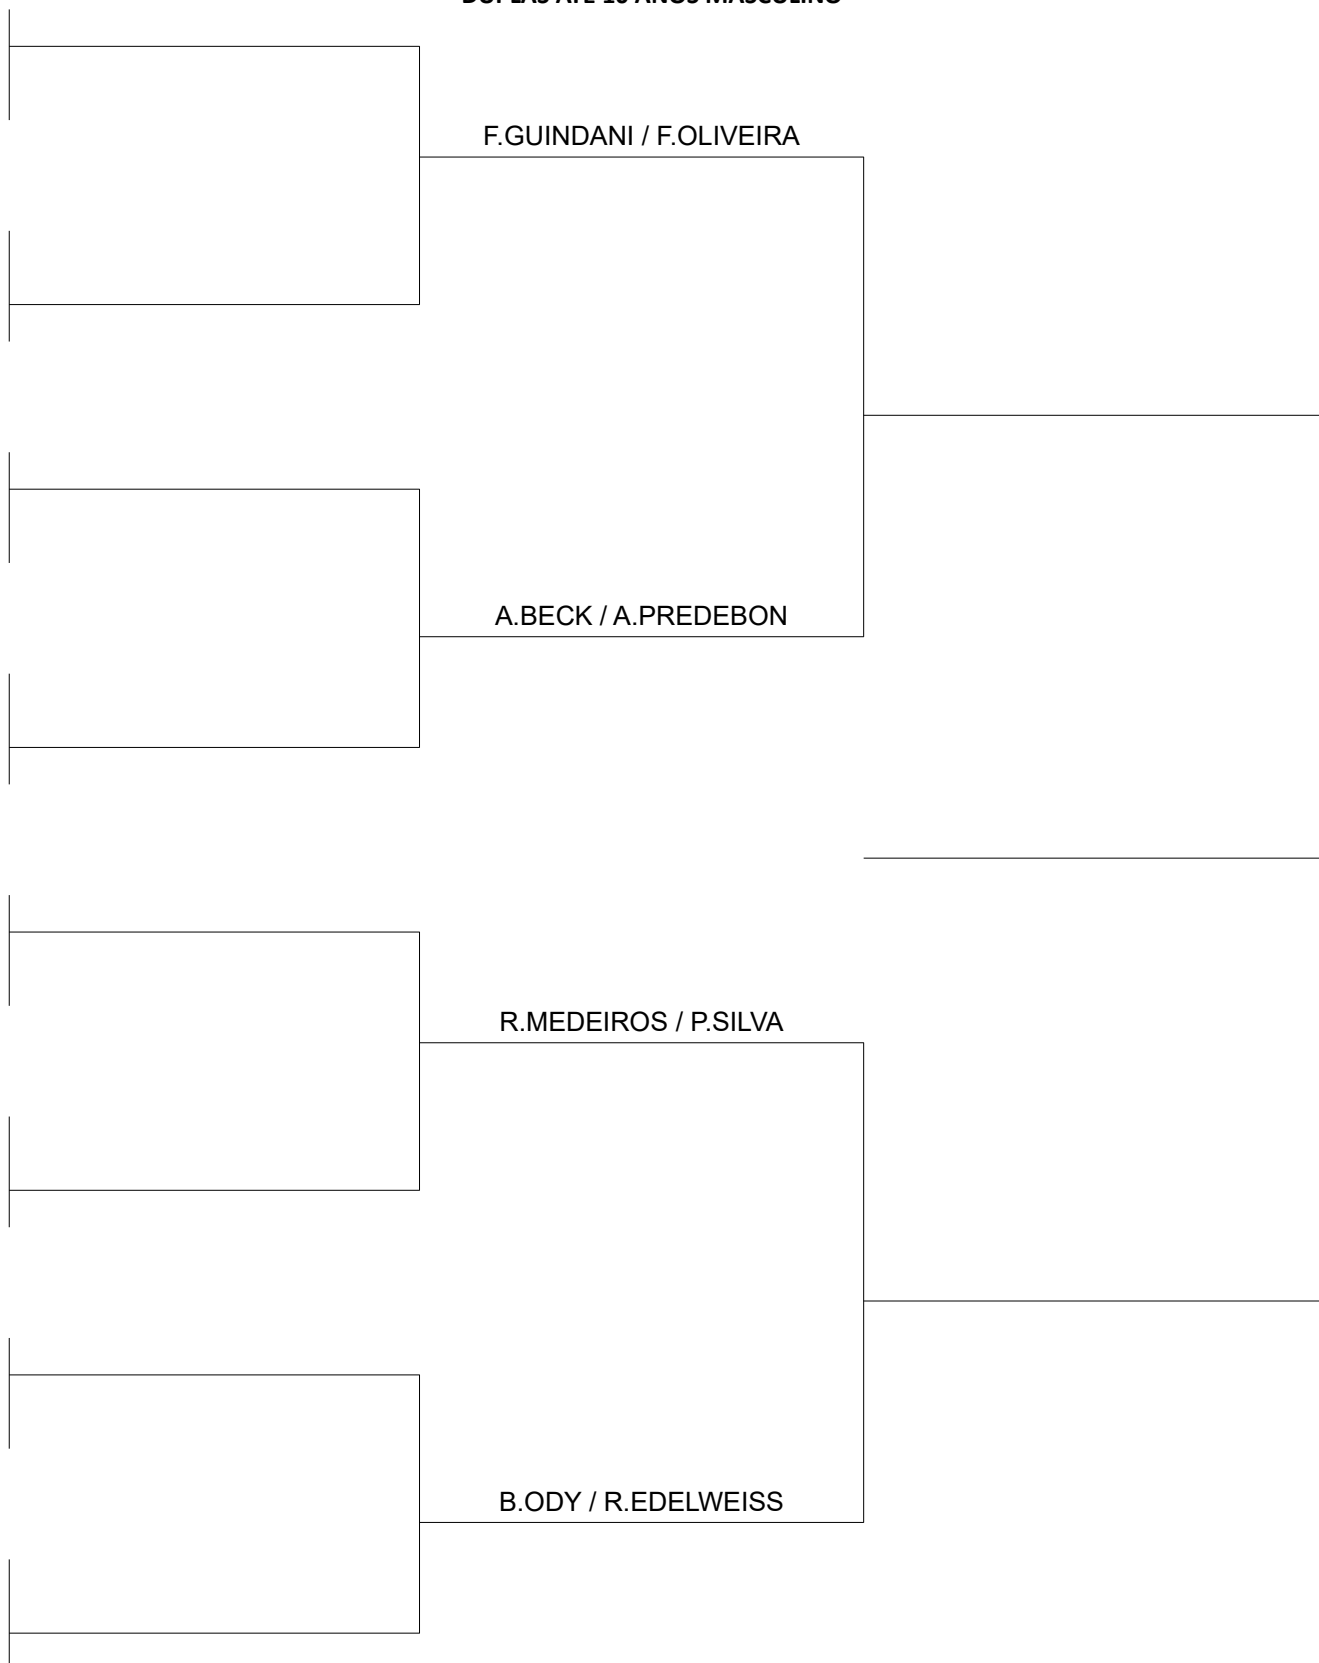 F.GUINDANI / F.OLIVEIRA
A.BECK / A.PREDEBON
R.MEDEIROS / P.SILVA
B.ODY / R.EDELWEISS